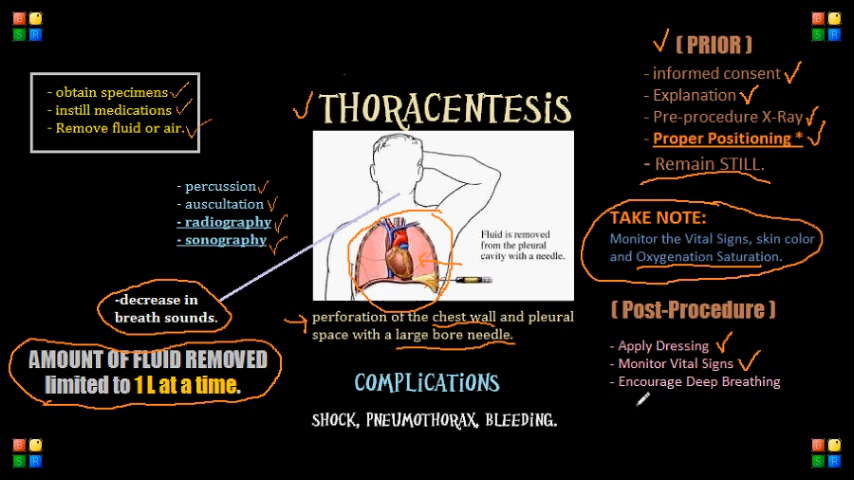 B
S R
B
S R
- obtain specimens
- instill medications
- Remove fluid or air.
THORACENTESIS
- percussion
- auscultation
- radiography
- sonography
Fluid is removed
from the pleural
cavity with a needle.
-decrease in
breath sounds.
perforation of the chest wall and pleural
space with a large bore needle.
AMOUNT OF FLUID REMOVED
limited to 1 L at a time.
COMPLICATIONS
SHOCK, PNEUMOTHORAX, BLEEDING.
( PRIOR )
- informed consent
- Explanation
- Pre-procedure X-Ray
- Proper Positioning *
- Remain STILL.
TAKE NOTE:
Monitor the Vital Signs, skin color
and Oxygenation Saturation.
( Post-Procedure )
- Apply Dressing
- Monitor Vital Signs
- Encourage Deep Breathing
B
S R
B
S R